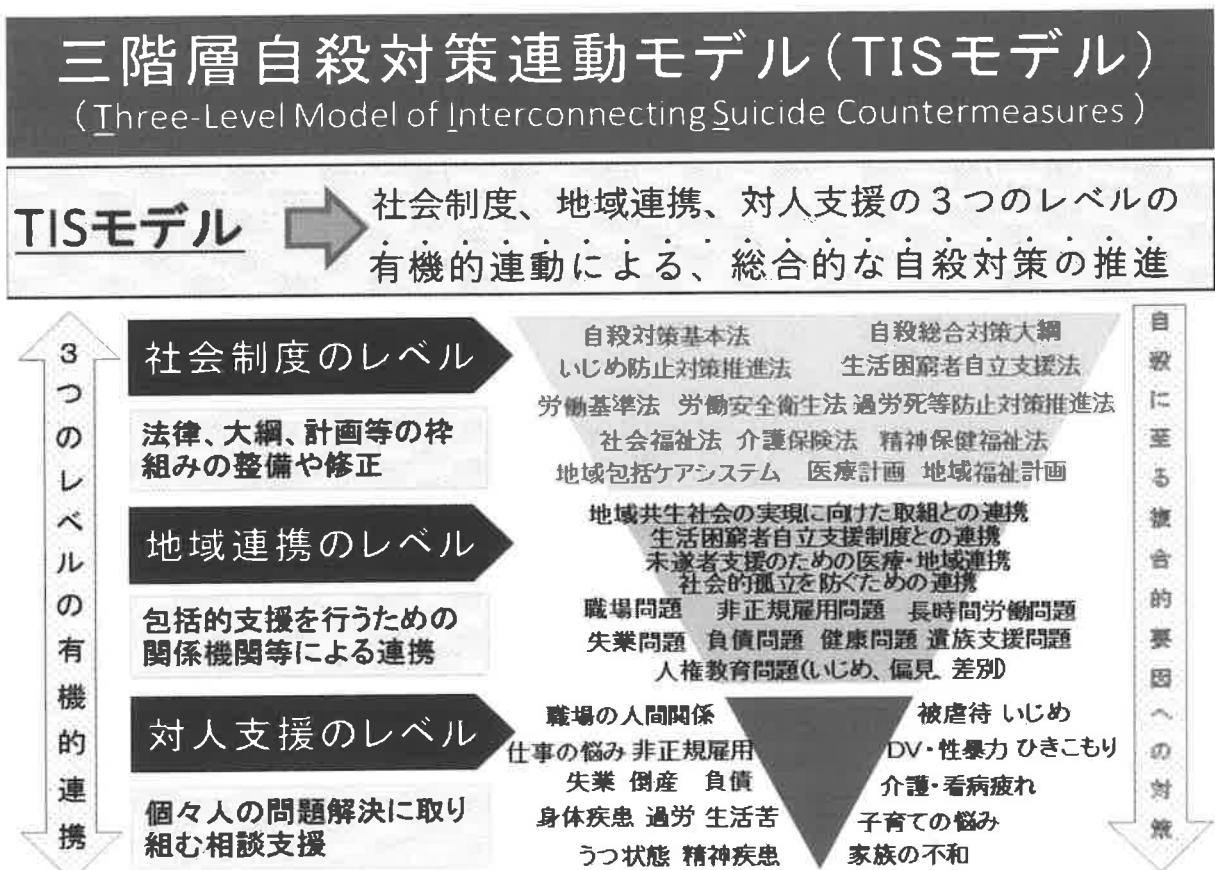 三階層自殺対策連動モデル(TISモデル)
(Three-Level Model of Interconnecting Suicide Countermeasures)
TISモデル
社会制度、地域連携、対人支援の３つのレベルの
有機的連動による、総合的な自殺対策の推進
３つのレベルの有機的連携
社会制度のレベル
法律、大綱、計画等の枠
組みの整備や修正
地域連携のレベル
包括的支援を行うための
関係機関等による連携
対人支援のレベル
個々人の問題解決に取り
組む相談支援
自殺対策基本法 自殺総合対策大綱
いじめ防止対策推進法 生活困窮者自立支援法
労働基準法 労働安全衛生法 過労死等防止対策推進法
社会福祉法 介護保険法 精神保健福祉法
地域包括ケアシステム 医療計画 地域福祉計画
地域共生社会の実現に向けた取組との連携
生活困窮者自立支援制度との連携
未遂者支援のための医療・地域連携
社会的孤立を防ぐための連携
職場問題 非正規雇用問題 長時間労働問題
失業問題 負債問題 健康問題 遺族支援問題
人権教育問題(いじめ、偏見、差別)
職場の人間関係 被虐待 いじめ
仕事の悩み 非正規雇用 DV・性暴力 ひきこもり
失業 倒産 負債 介護・看病疲れ
身体疾患 過労 生活苦 子育ての悩み
うつ状態 精神疾患 家族の不和
自殺に至る複合的要因への対策